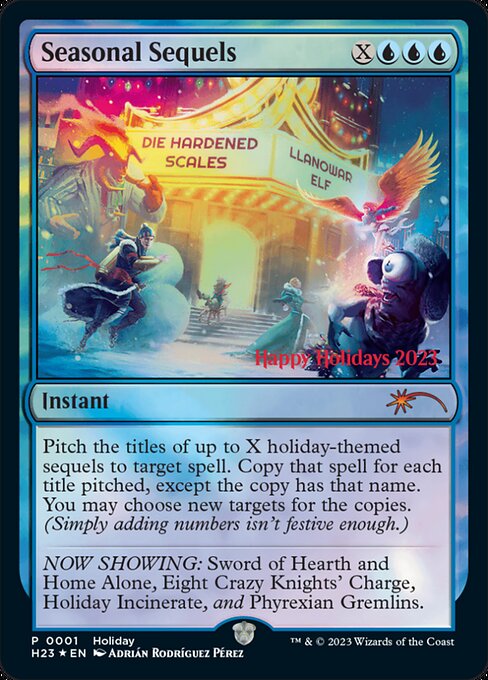 Seasonal Sequels X
DIE HARDENED
SCALES
LLANOWAR
ELF
Happy Holidays 2023
Instant
Pitch the titles of up to X holiday-themed
sequels to target spell. Copy that spell for each
title pitched, except the copy has that name.
You may choose new targets for the copies.
(Simply adding numbers isn't festive enough.)
NOW SHOWING: Sword of Hearth and
Home Alone, Eight Crazy Knights' Charge,
Holiday Incinerate, and Phyrexian Gremlins.
P 0001 Holiday
H23 ★ EN Adrián Rodríguez Pérez
™ & © 2023 Wizards of the Coast